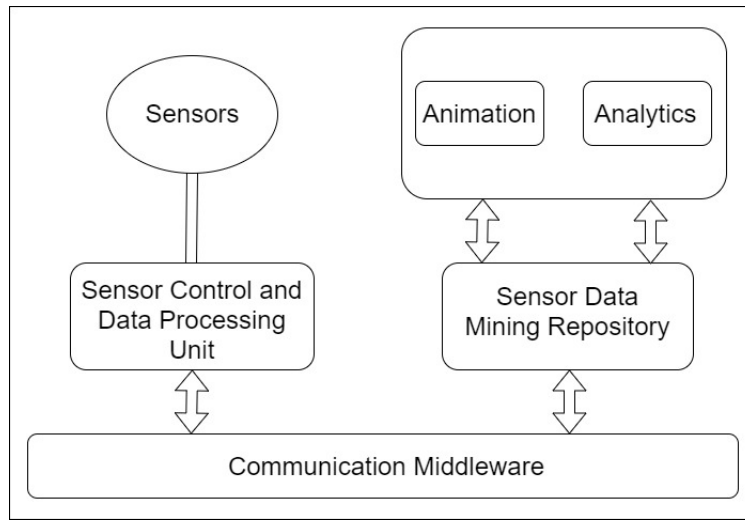 Sensors
Animation
Analytics
Sensor Control and
Data Processing
Unit
Sensor Data
Mining Repository
Communication Middleware